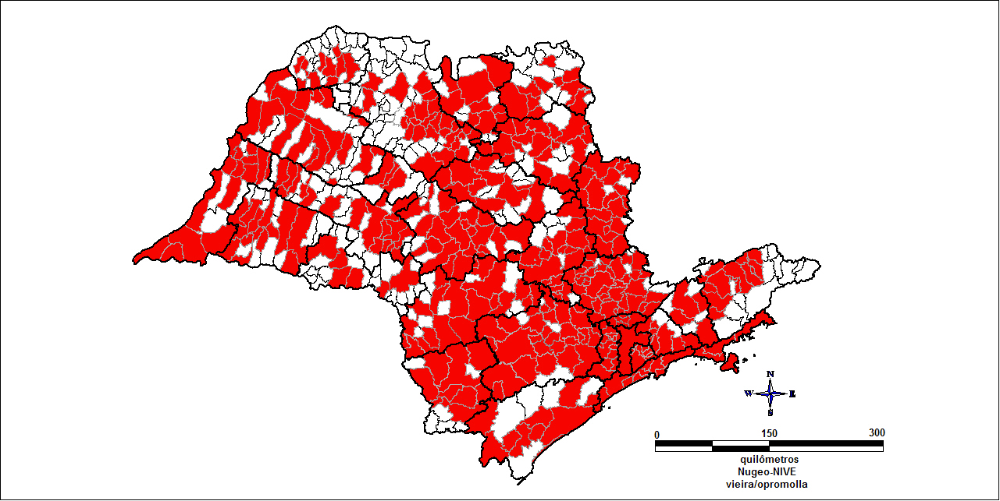 N
W E
S
0 150 300
quilômetros
Nugeo-NIVE
vieira/opromolla